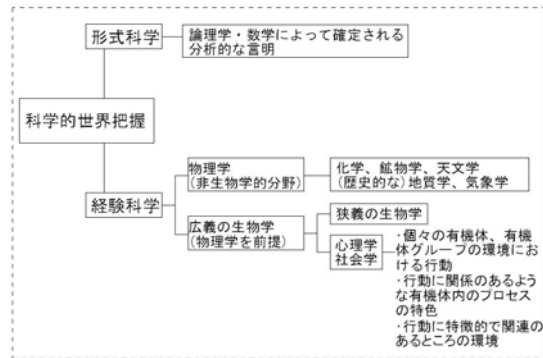 形式科学
論理学・数学によって確定される
分析的な言明
科学的世界把握
経験科学
物理学
(非生物学的分野)
化学、鉱物学、天文学
(歴史的な)地質学、気象学
広義の生物学
(物理学を前提)
狭義の生物学
心理学
社会学
・個々の有機体、有機
体グループの環境にお
ける行動
・行動に関係のあるよう
な有機体内のプロセス
の特色
・行動に特徴的で関連の
あるところの環境